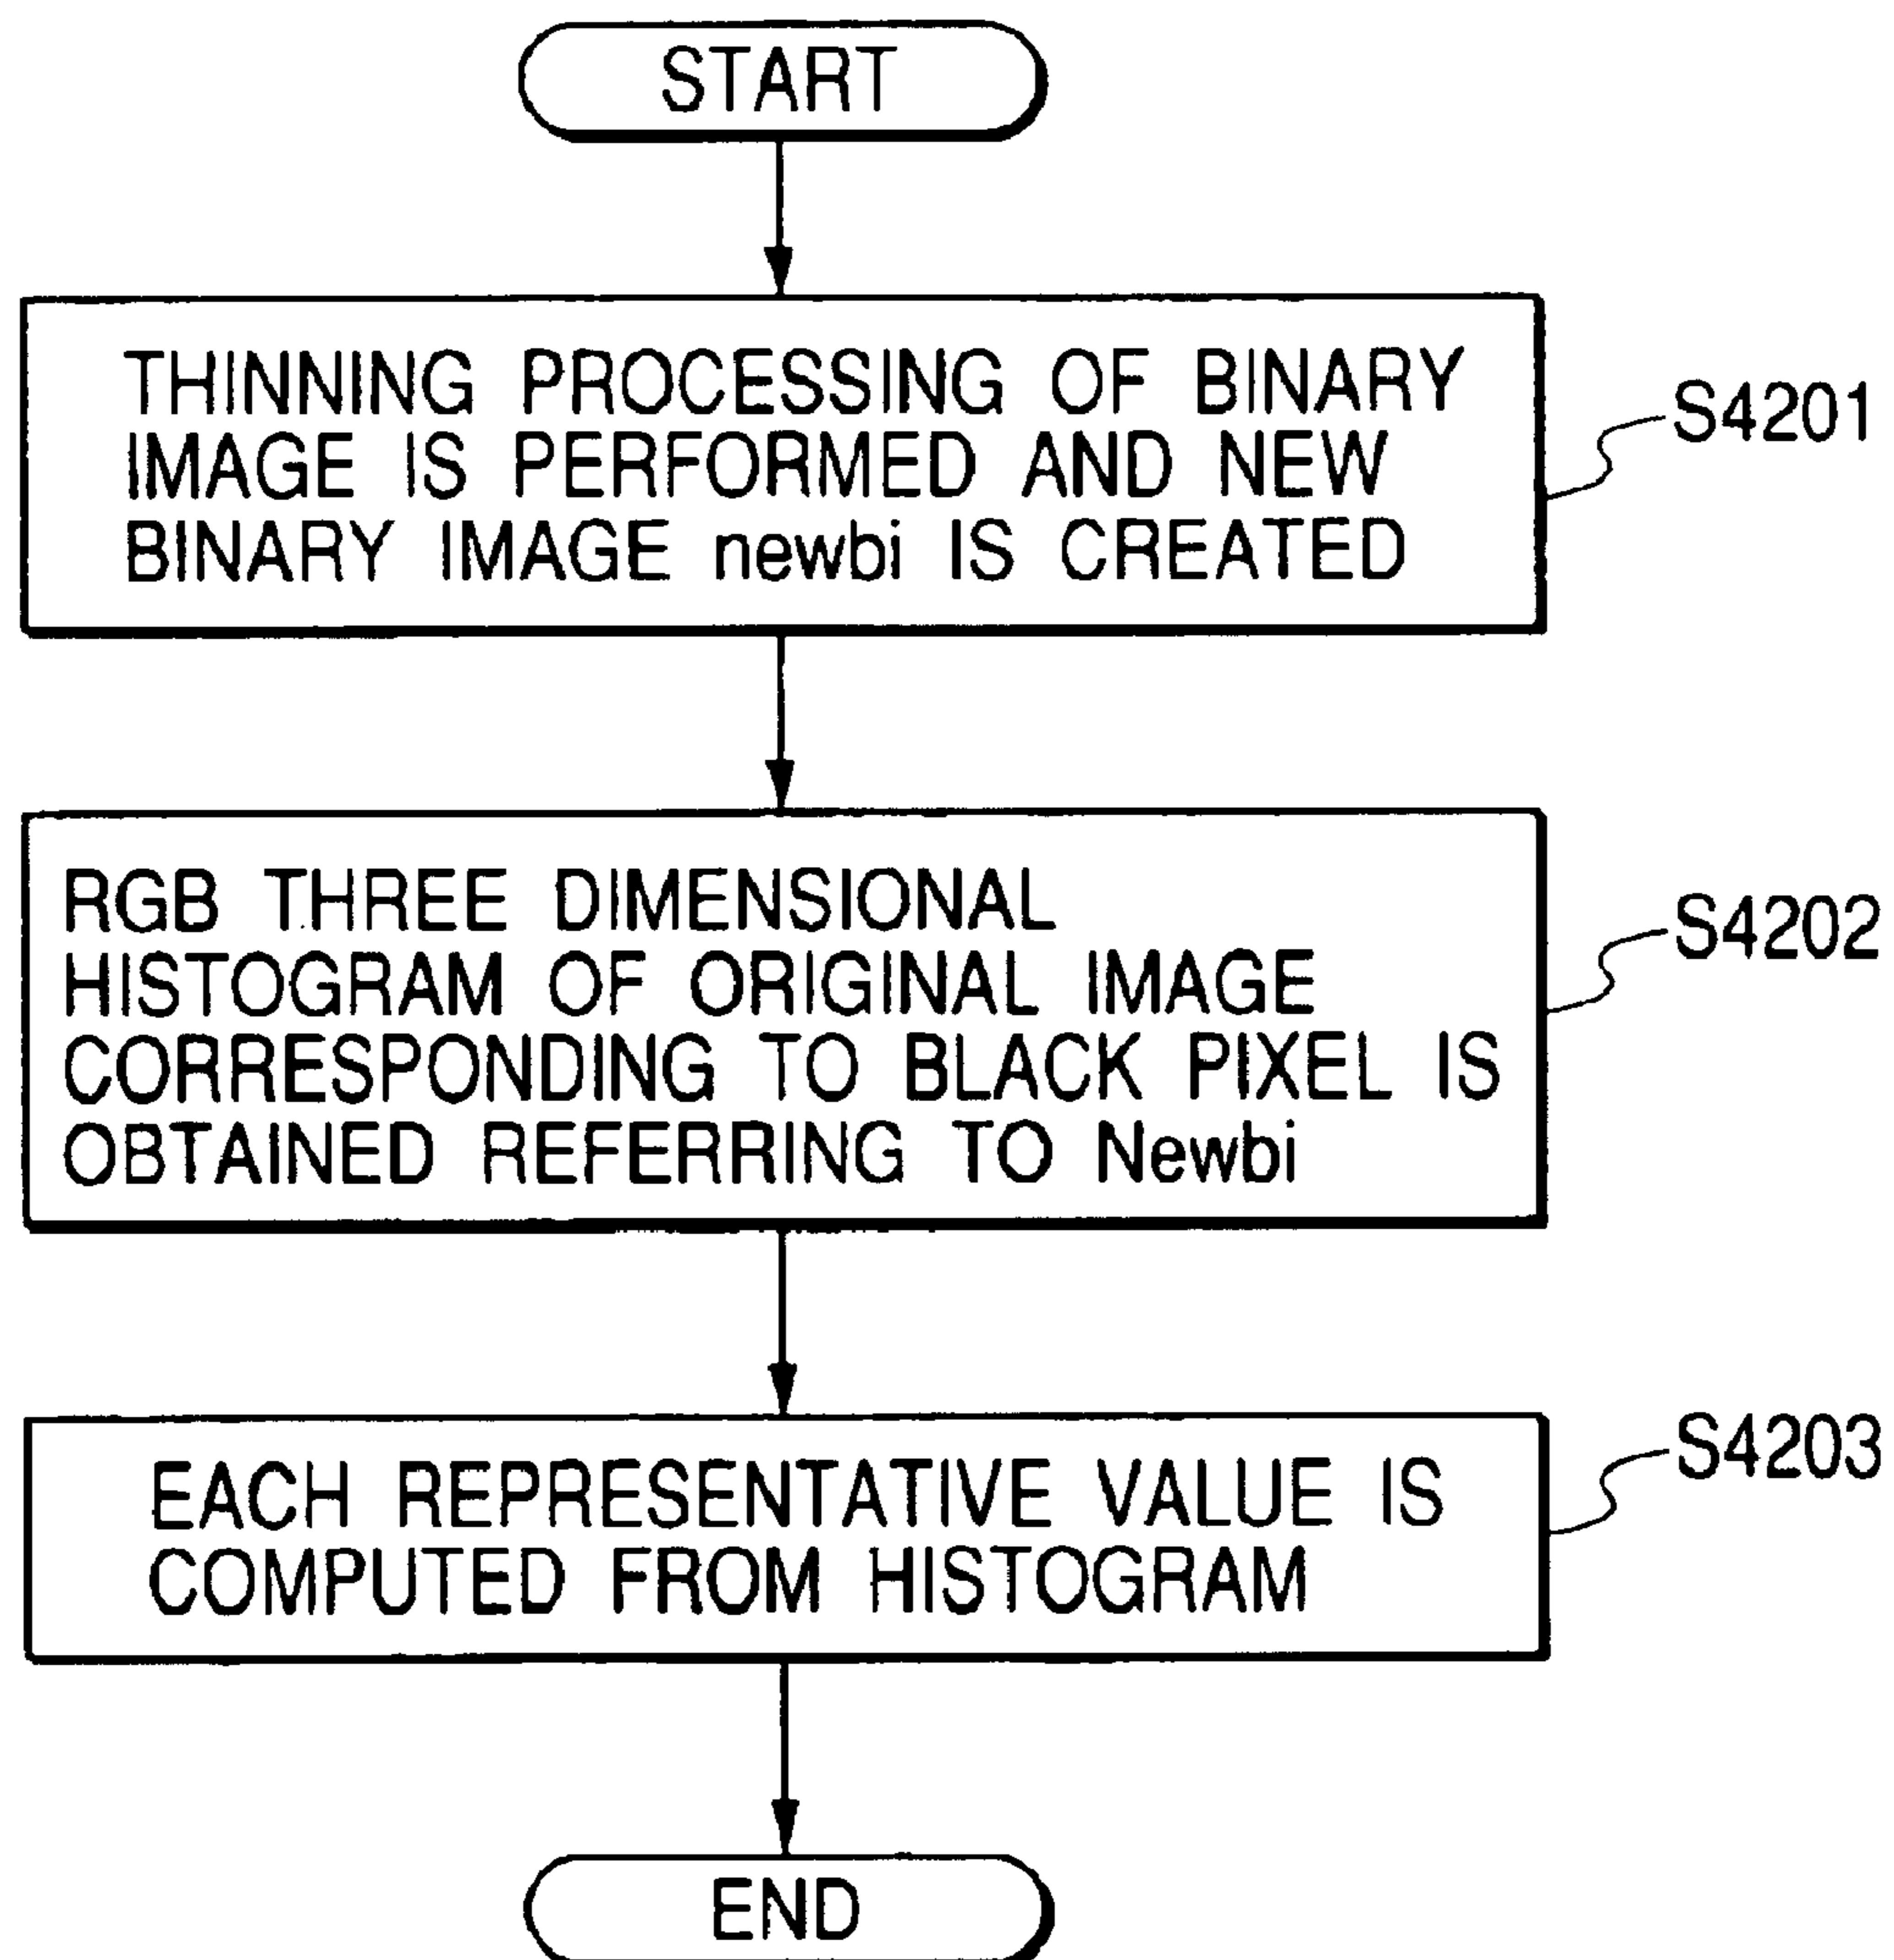 START
THINNING PROCESSING OF BINARY
IMAGE IS PERFORMED AND NEW
BINARY IMAGE newbi IS CREATED
S4201
RGB THREE DIMENSIONAL
HISTOGRAM OF ORIGINAL IMAGE
CORRESPONDING TO BLACK PIXEL IS
OBTAINED REFERRING TO Newbi
S4202
EACH REPRESENTATIVE VALUE IS
COMPUTED FROM HISTOGRAM
S4203
END